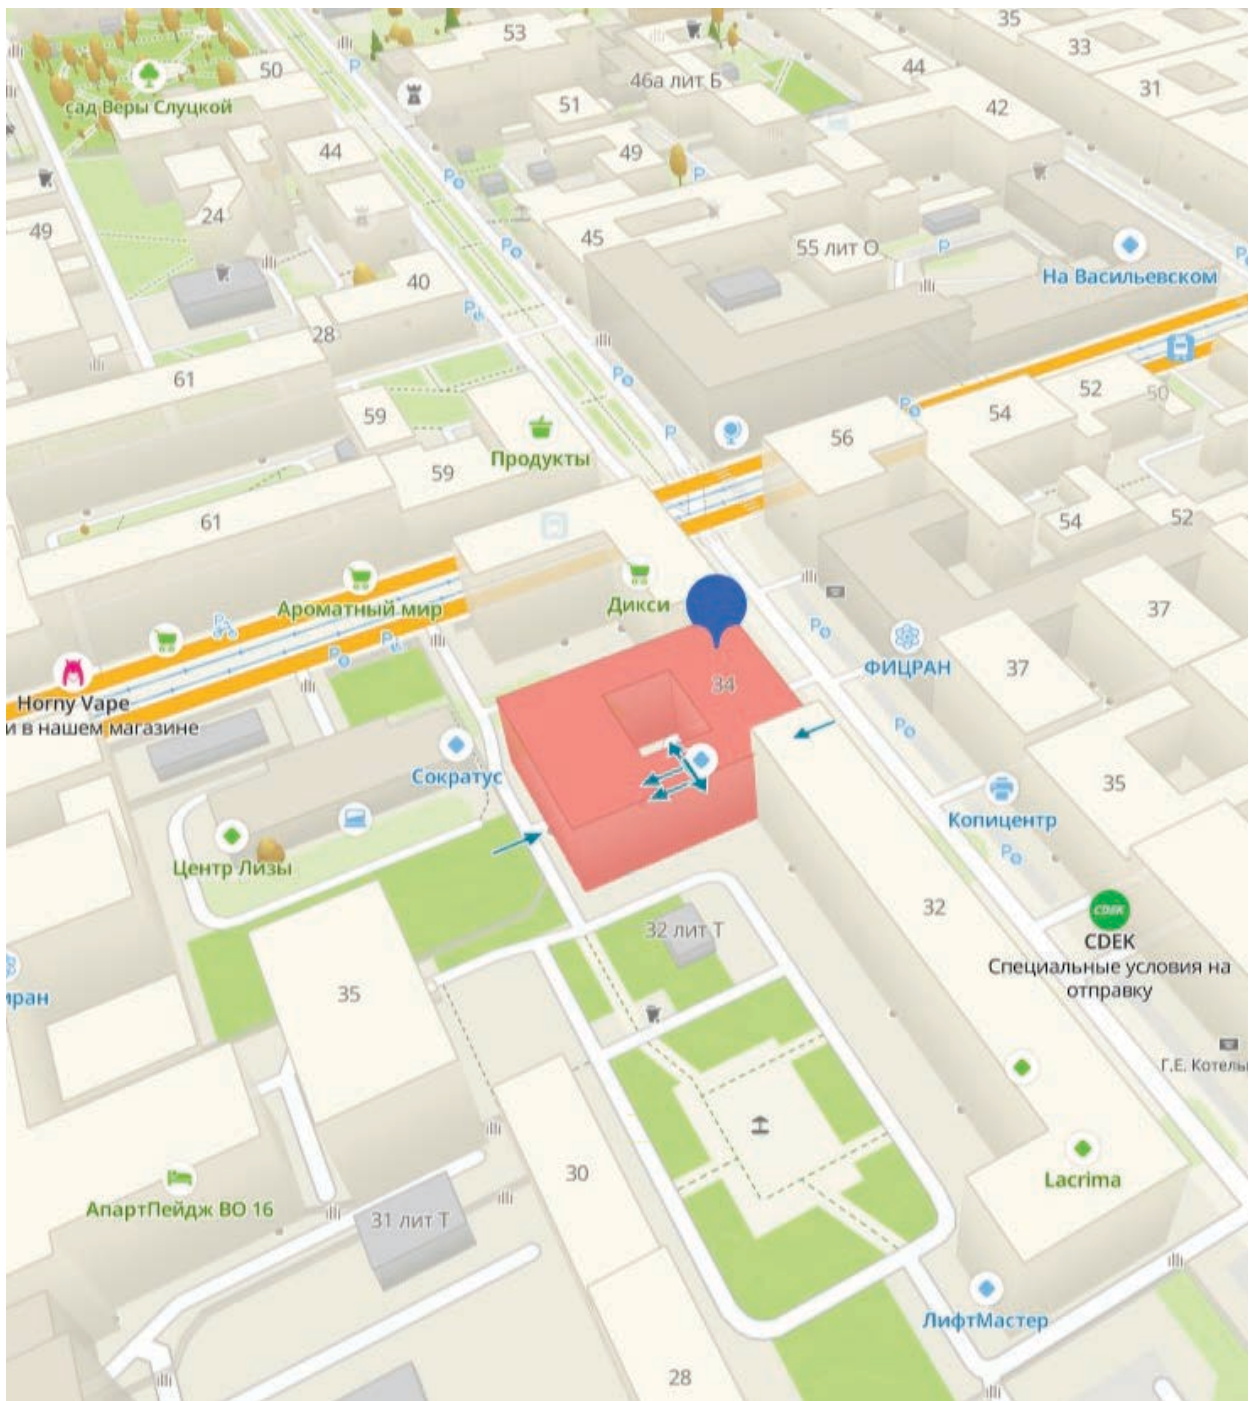 35
53
33
P
50
46а лит Б
44
31
сад Веры Слуцкой
51
42
44
49
P
P
24
49
45
P
55 лит О
P
На Васильевском
P
40
P
28
61
P
52
50
59
P
54
P
56
Продукты
59
61
54
52
Ароматный мир
Дикси
37
P
P
P
P
ФИЦРАН
37
34
Horny Vape
и в нашем магазине
P
Сократус
35
Копицентр
P
Центр Лизы
32
CDEK
32 лит Т
CDEK
Специальные условия на
отправку
иран
35
Г.Е. Котель
30
Lacrima
АпартПейдж ВО 16
31 лит Т
ЛифтМастер
28